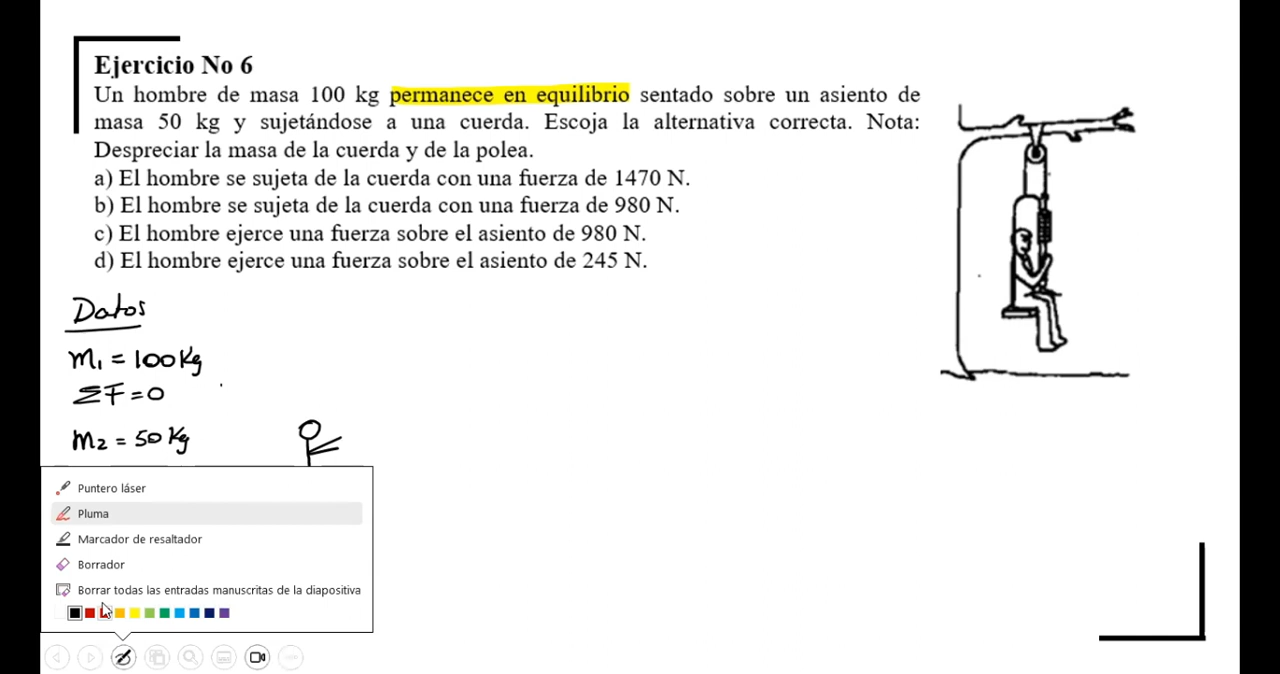 Ejercicio No 6
Un hombre de masa 100 kg permanece en equilibrio sentado sobre un asiento de
masa 50 kg y sujetándose a una cuerda. Escoja la alternativa correcta. Nota:
Despreciar la masa de la cuerda y de la polea.
a) El hombre se sujeta de la cuerda con una fuerza de 1470 N.
b) El hombre se sujeta de la cuerda con una fuerza de 980 N.
c) El hombre ejerce una fuerza sobre el asiento de 980 N.
d) El hombre ejerce una fuerza sobre el asiento de 245 N.
Datos
m₁ = 100 Kg
ΣF = 0
m₂ = 50 Kg
Puntero láser
Pluma
Marcador de resaltador
Borrador
Borrar todas las entradas manuscritas de la diapositiva